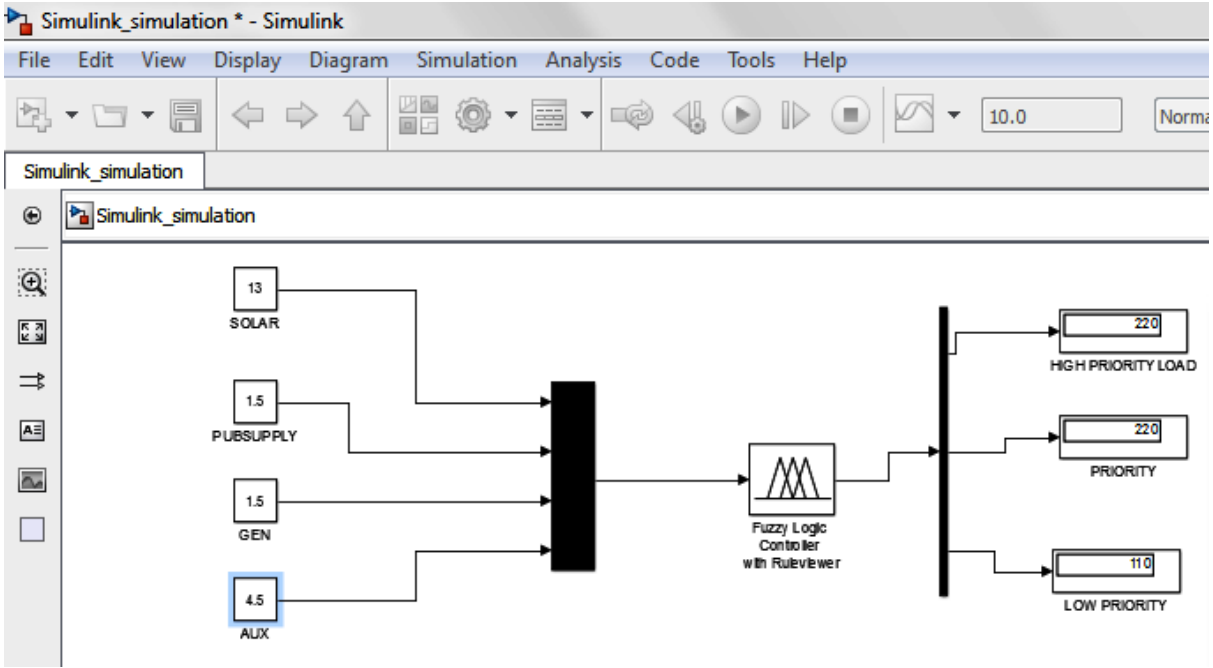 Simulink_simulation * - Simulink
File Edit View Display Diagram Simulation Analysis Code Tools Help
10.0
Norma
Simulink_simulation
Simulink_simulation
13
SOLAR
1.5
PUBSUPPLY
1.5
GEN
4.5
AUX
Fuzzy Logic
Controller
with Ruleviewer
220
HIGH PRIORITY LOAD
220
PRIORITY
110
LOW PRIORITY